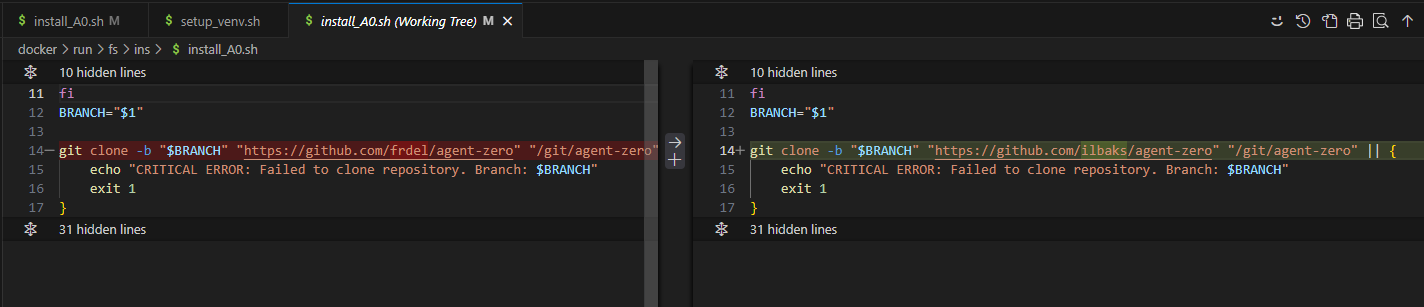 $ install_A0.sh M $ setup_venv.sh $ install_A0.sh (Working Tree) M
docker > run > fs > ins > $ install_A0.sh
10 hidden lines
11 fi
12 BRANCH="$1"
13
14 git clone -b "$BRANCH" "https://github.com/frdel/agent-zero" "/git/agent-zero"
15 echo "CRITICAL ERROR: Failed to clone repository. Branch: $BRANCH"
16 exit 1
17 }
31 hidden lines
10 hidden lines
11 fi
12 BRANCH="$1"
13
14+ git clone -b "$BRANCH" "https://github.com/ilbaks/agent-zero" "/git/agent-zero" || {
15 echo "CRITICAL ERROR: Failed to clone repository. Branch: $BRANCH"
16 exit 1
17 }
31 hidden lines